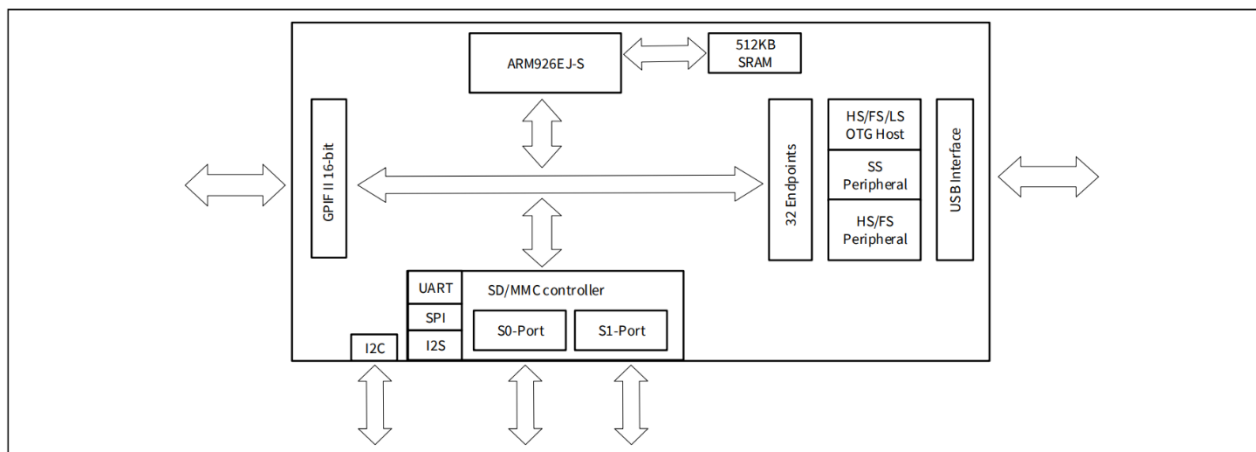 ARM926EJ-S
512KB
SRAM
GPIF II 16-bit
32 Endpoints
HS/FS/LS
OTG Host
SS
Peripheral
HS/FS
Peripheral
USB Interface
UART
SPI
I2S
I2C
SD/MMC controller
S0-Port
S1-Port